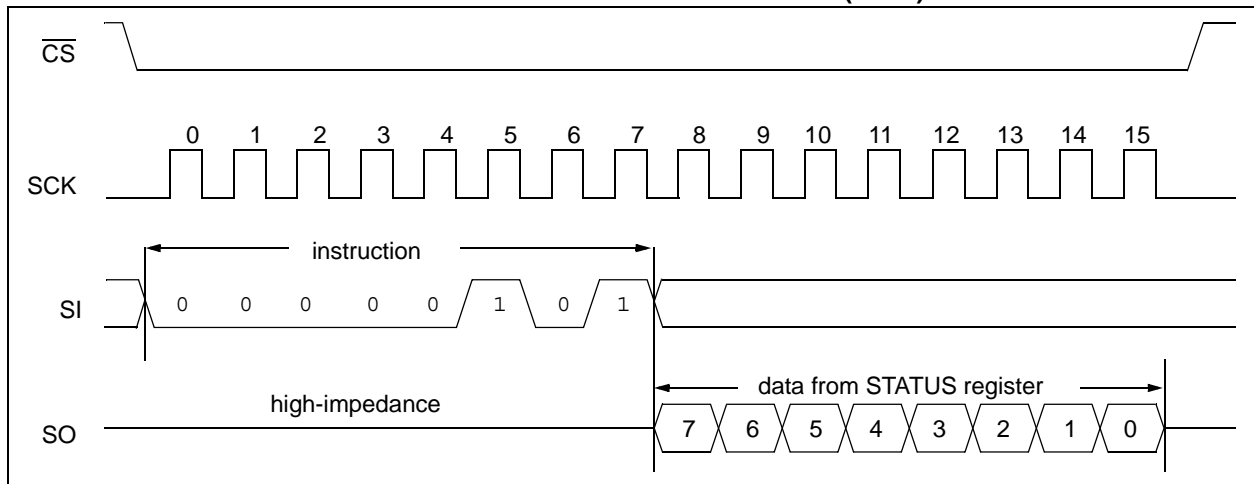 CS
0 1 2 3 4 5 6 7 8 9 10 11 12 13 14 15
SCK
instruction
SI 0 0 0 0 0 1 0 1
data from STATUS register
high-impedance
SO 7 6 5 4 3 2 1 0